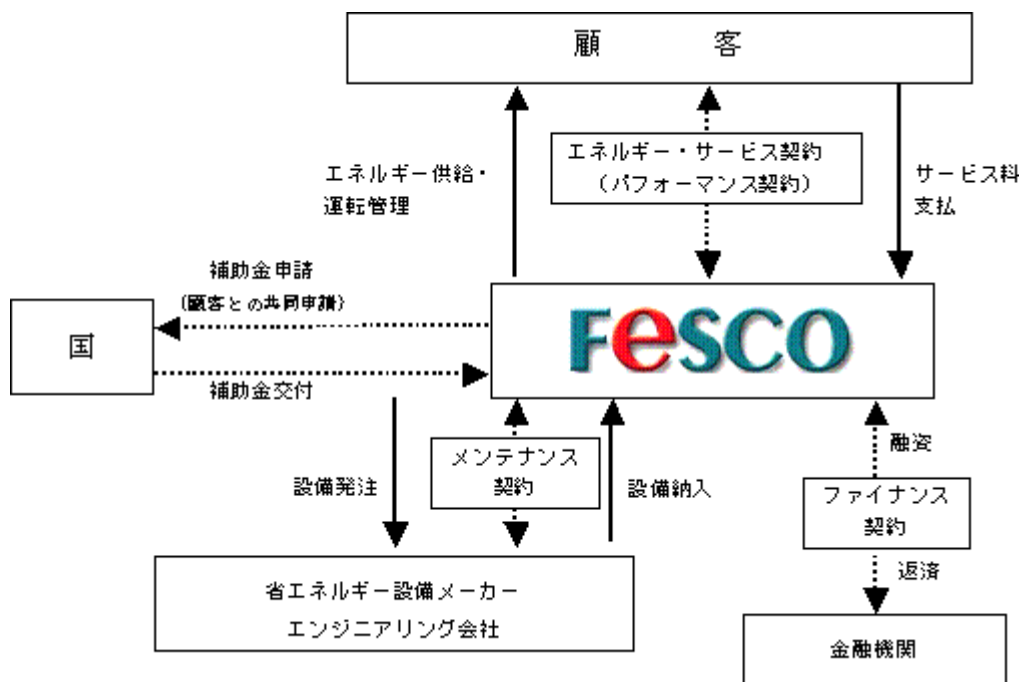 顧　客
エネルギー供給・
運転管理
エネルギー・サービス契約
（パフォーマンス契約）
サービス料
支払
補助金申請
（顧客との共同申請）
国
FeSCO
補助金交付
設備発注
メンテナンス
契約
設備納入
融資
ファイナンス
契約
返済
省エネルギー設備メーカー
エンジニアリング会社
金融機関